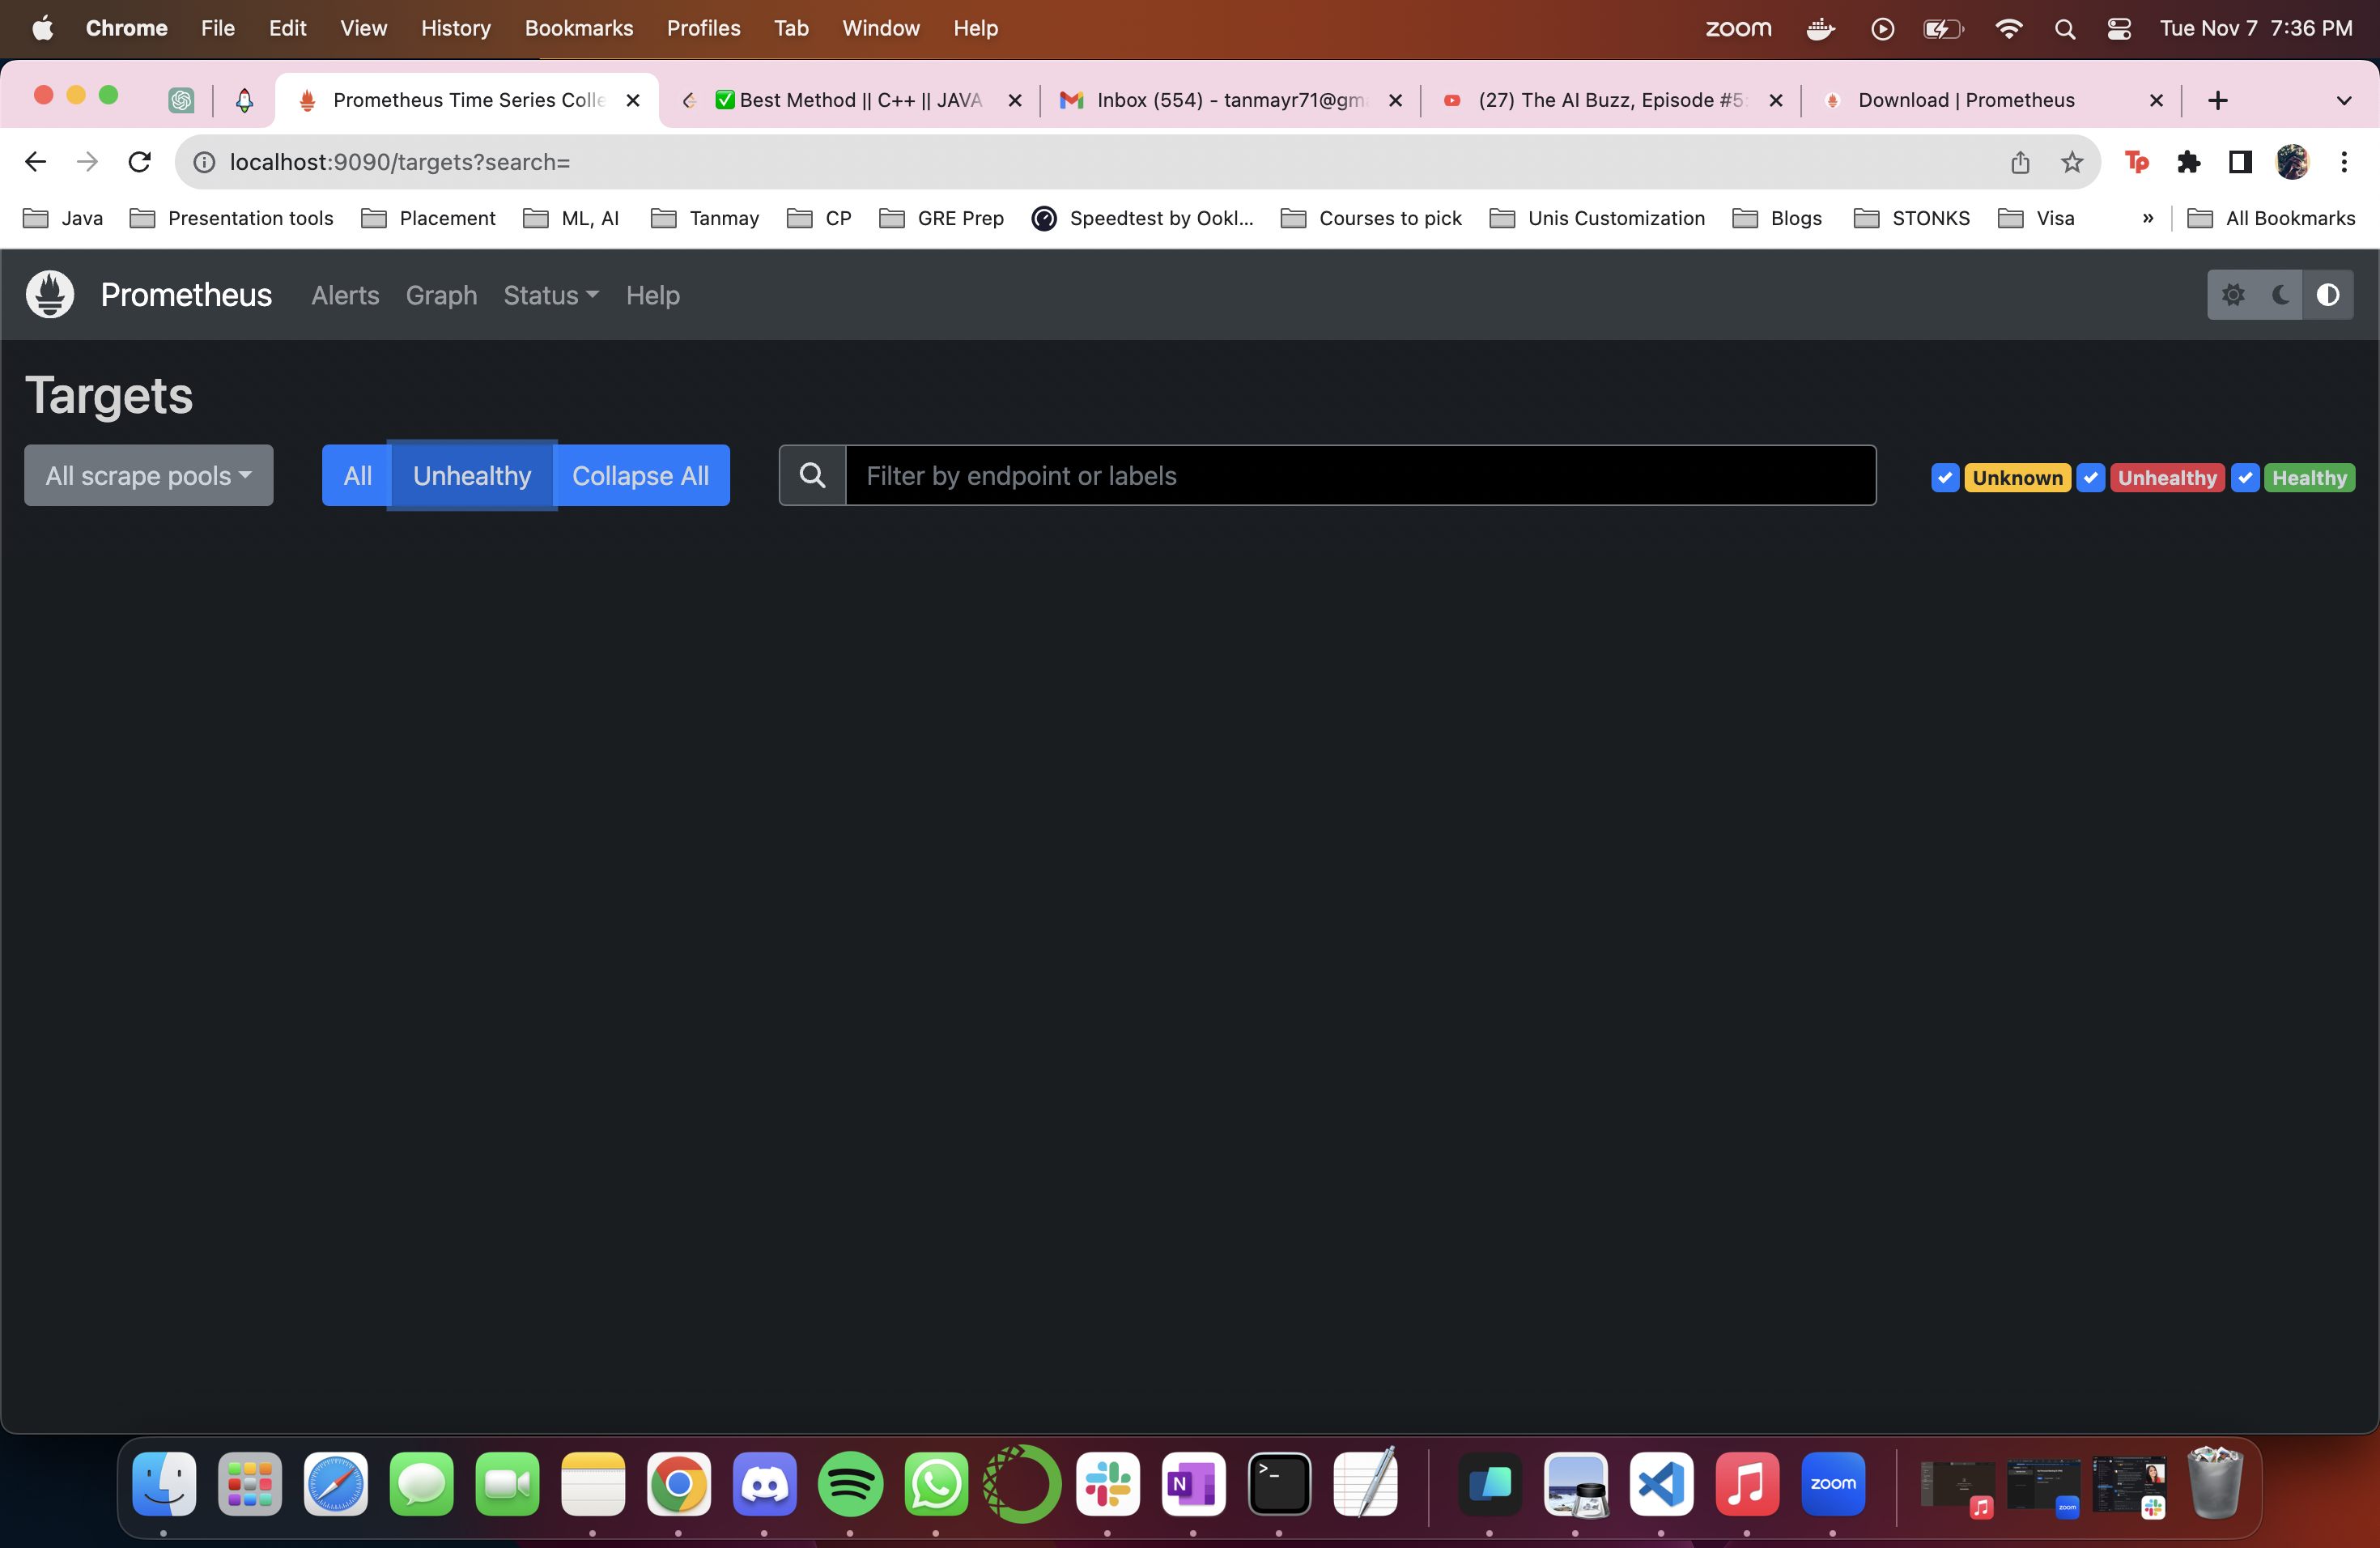 Chrome File Edit View History Bookmarks Profiles Tab Window Help zoom Tue Nov 7 7:36 PM
Prometheus Time Series Colle ✅ Best Method || C++ || JAVA Inbox (554) - tanmayr71@gm (27) The AI Buzz, Episode #5: Download | Prometheus
localhost:9090/targets?search= Tp
Java Presentation tools Placement ML, AI Tanmay CP GRE Prep Speedtest by Ookl... Courses to pick Unis Customization Blogs STONKS Visa » All Bookmarks
Prometheus Alerts Graph Status Help
Targets
All scrape pools All Unhealthy Collapse All Filter by endpoint or labels Unknown Unhealthy Healthy
N >_ zoom
zoom